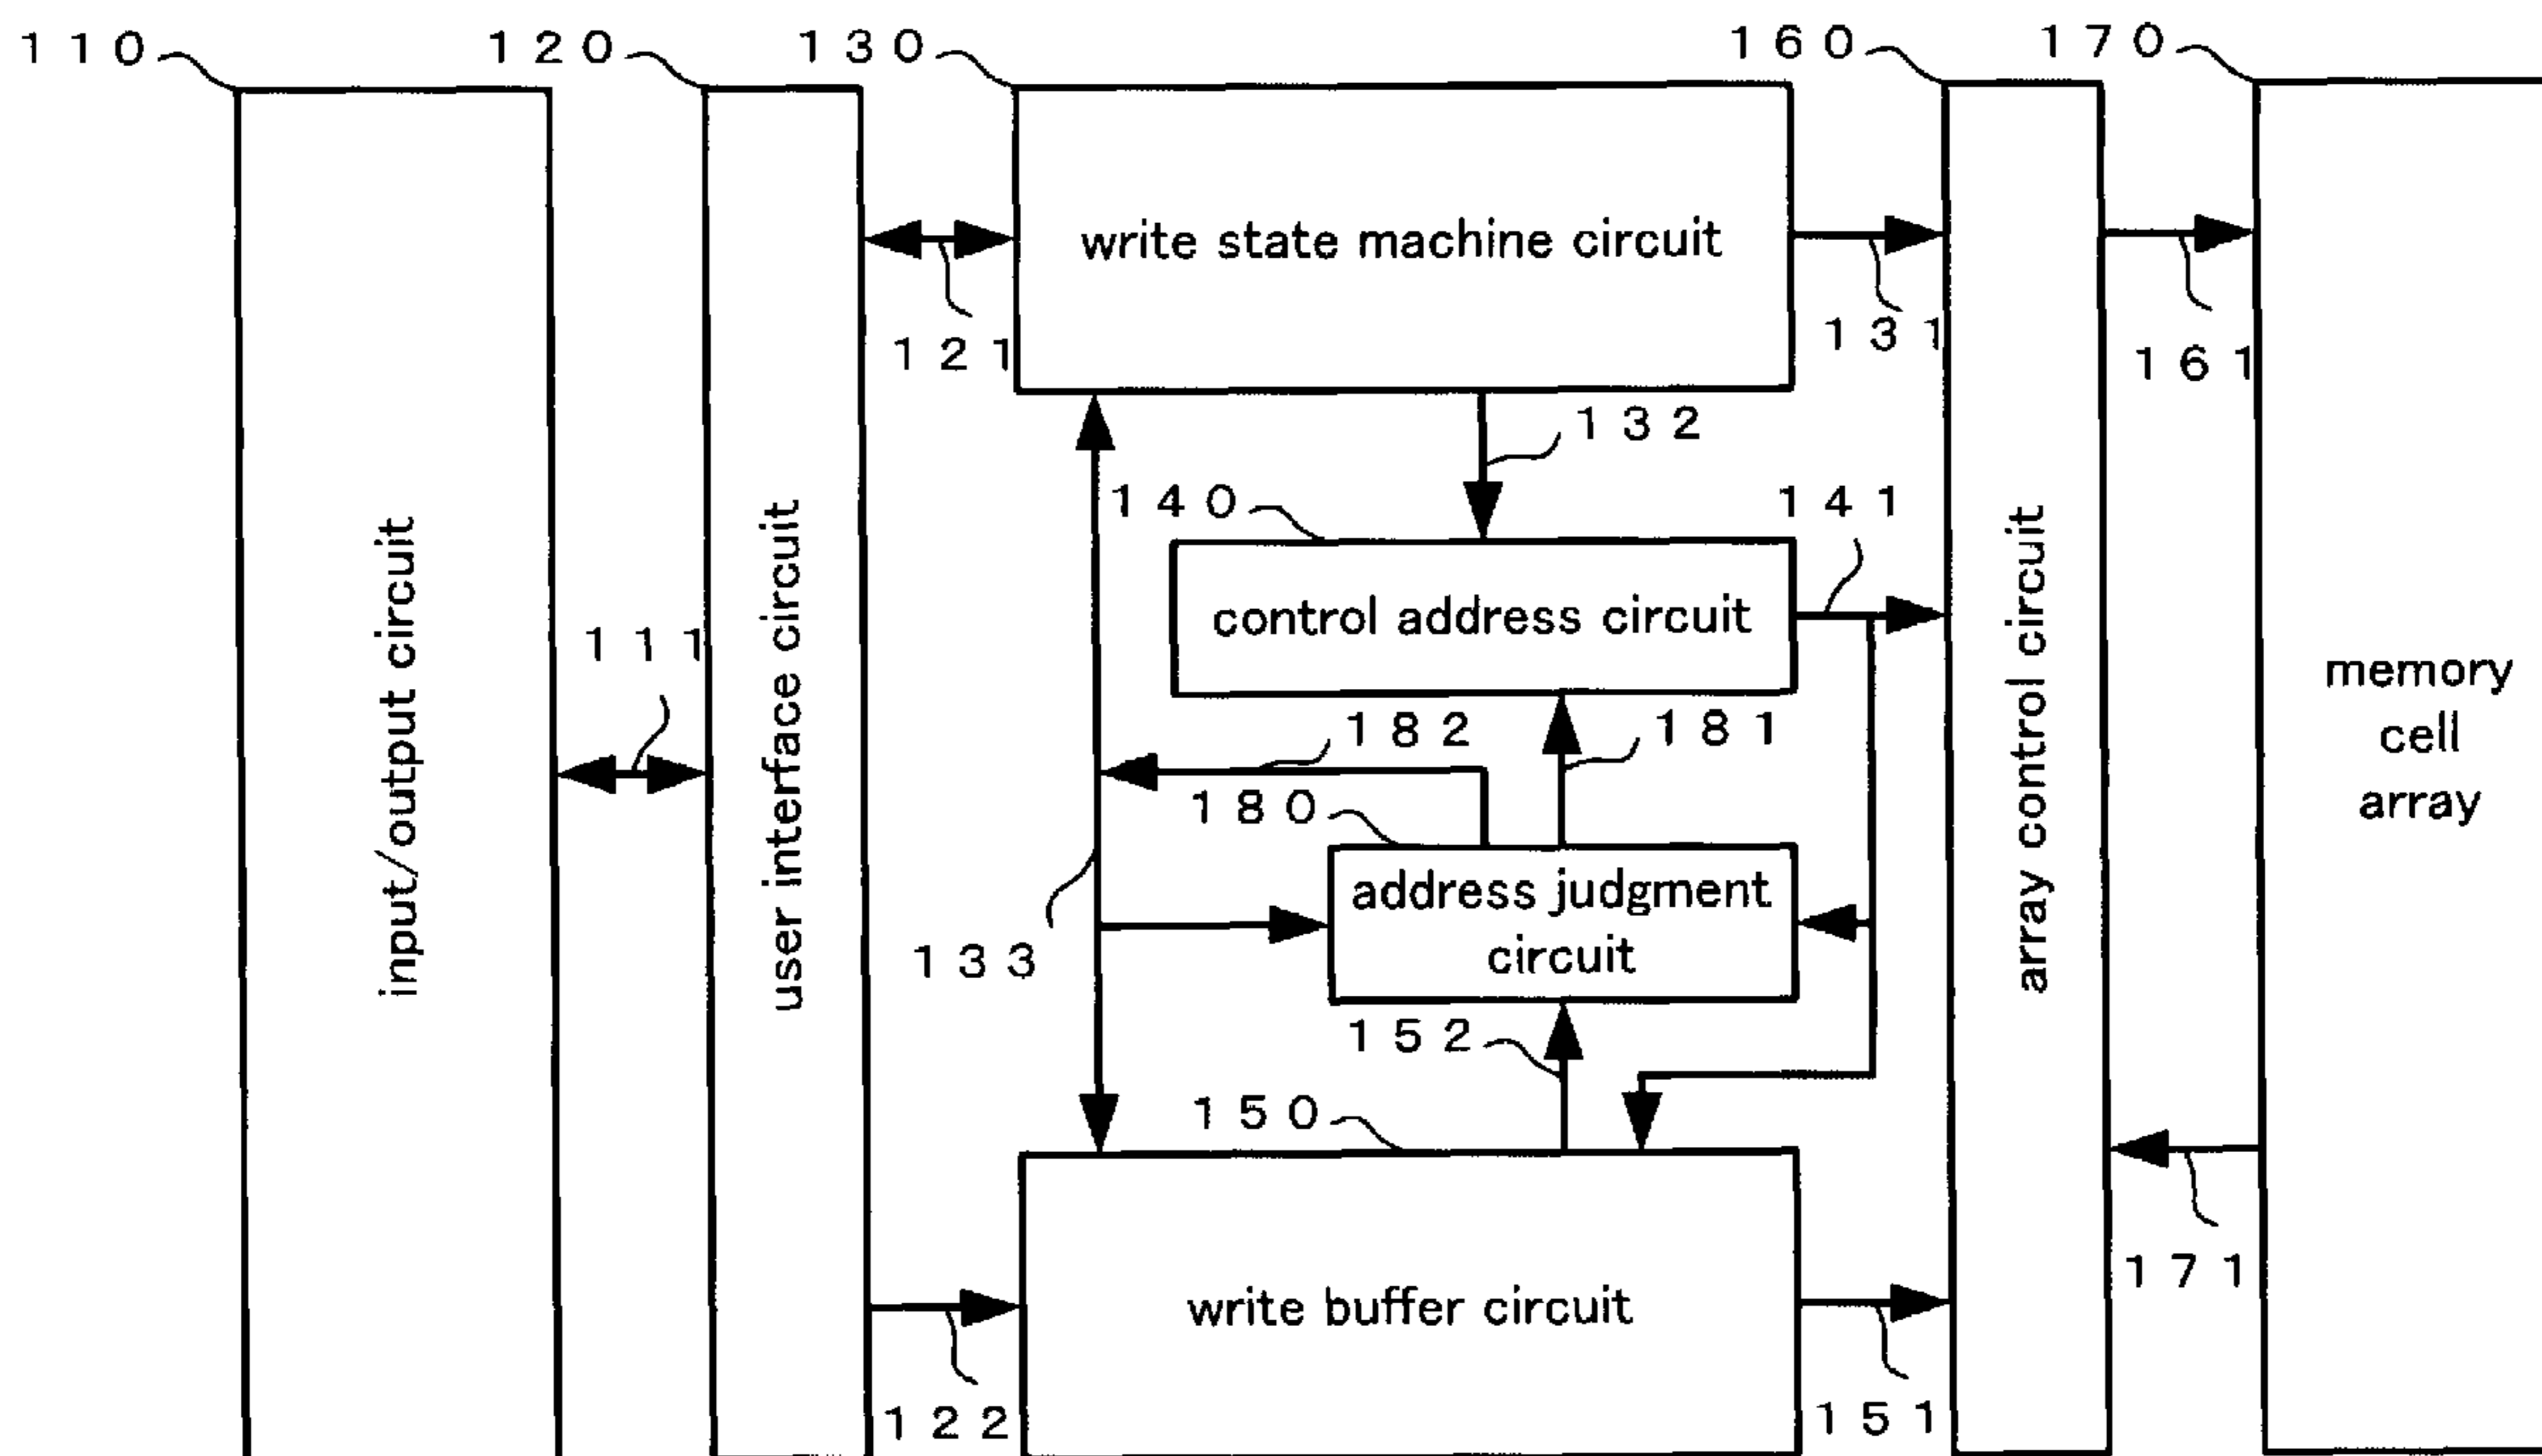 110
120
130
160
170
write state machine circuit
121
131
161
132
140
141
control address circuit
input/output circuit
111
user interface circuit
array control circuit
memory
cell
array
182
181
180
address judgment
circuit
133
152
150
171
write buffer circuit
122
151